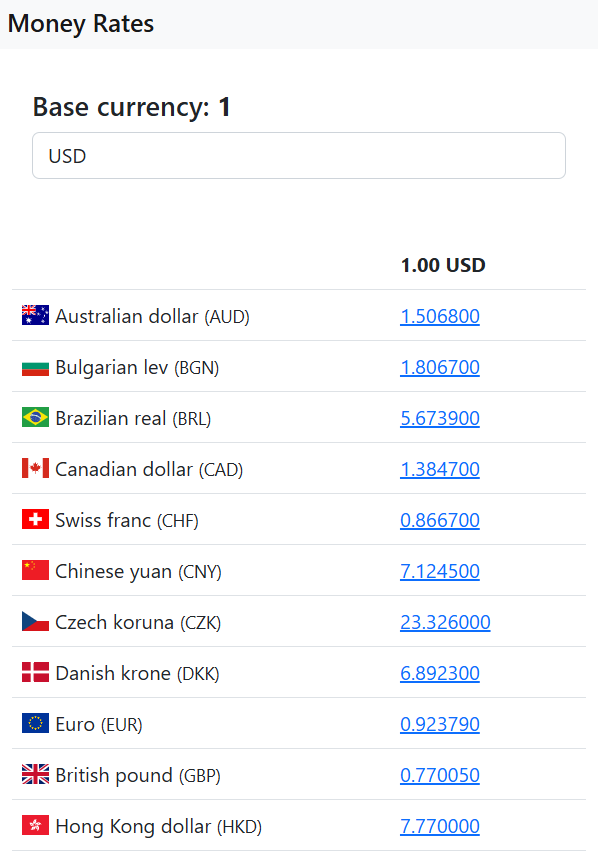 Money Rates
Base currency: 1
USD
1.00 USD
Australian dollar (AUD) 1.506800
Bulgarian lev (BGN) 1.806700
Brazilian real (BRL) 5.673900
Canadian dollar (CAD) 1.384700
Swiss franc (CHF) 0.866700
Chinese yuan (CNY) 7.124500
Czech koruna (CZK) 23.326000
Danish krone (DKK) 6.892300
Euro (EUR) 0.923790
British pound (GBP) 0.770050
Hong Kong dollar (HKD) 7.770000